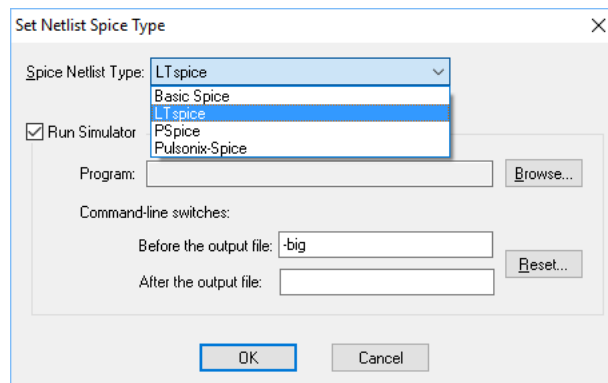 Set Netlist Spice Type
Spice Netlist Type: LTspice
Basic Spice
LTspice
PSpice
Pulsonix-Spice
Run Simulator
Program:
Browse...
Command-line switches:
Before the output file: -big
Reset...
After the output file:
OK
Cancel